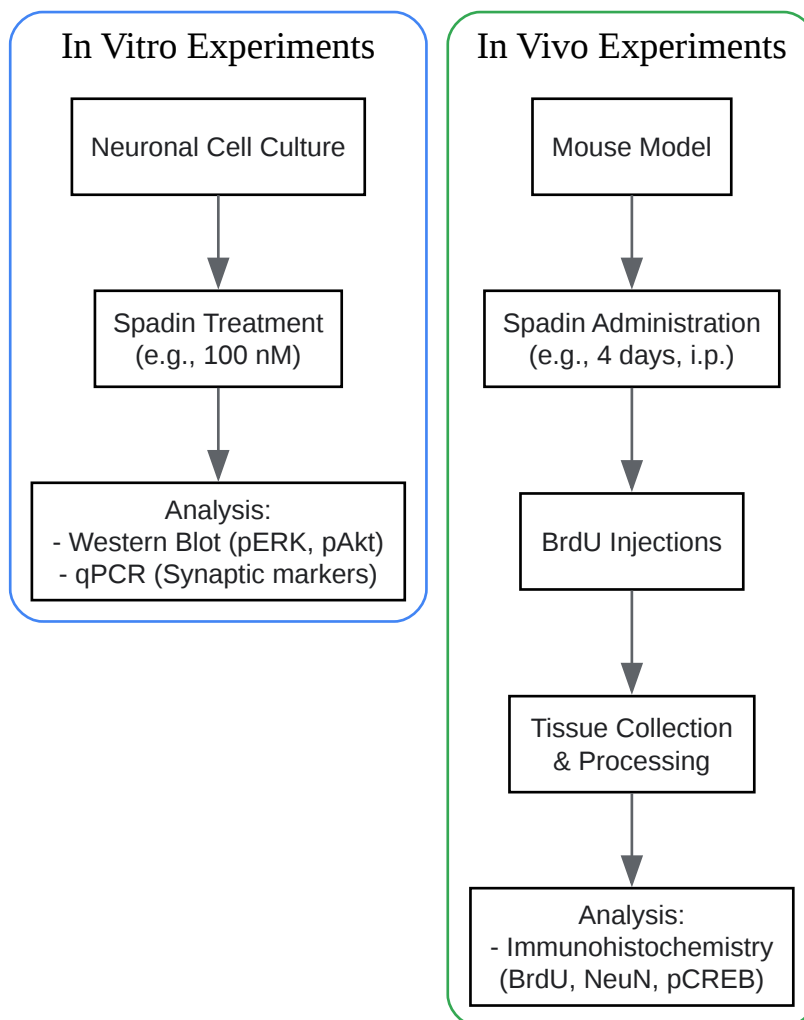 In Vitro Experiments
Neuronal Cell Culture
Spadin Treatment
(e.g., 100 nM)
Analysis:
- Western Blot (pERK, pAkt)
- qPCR (Synaptic markers)
In Vivo Experiments
Mouse Model
Spadin Administration
(e.g., 4 days, i.p.)
BrdU Injections
Tissue Collection
& Processing
Analysis:
- Immunohistochemistry
(BrdU, NeuN, pCREB)